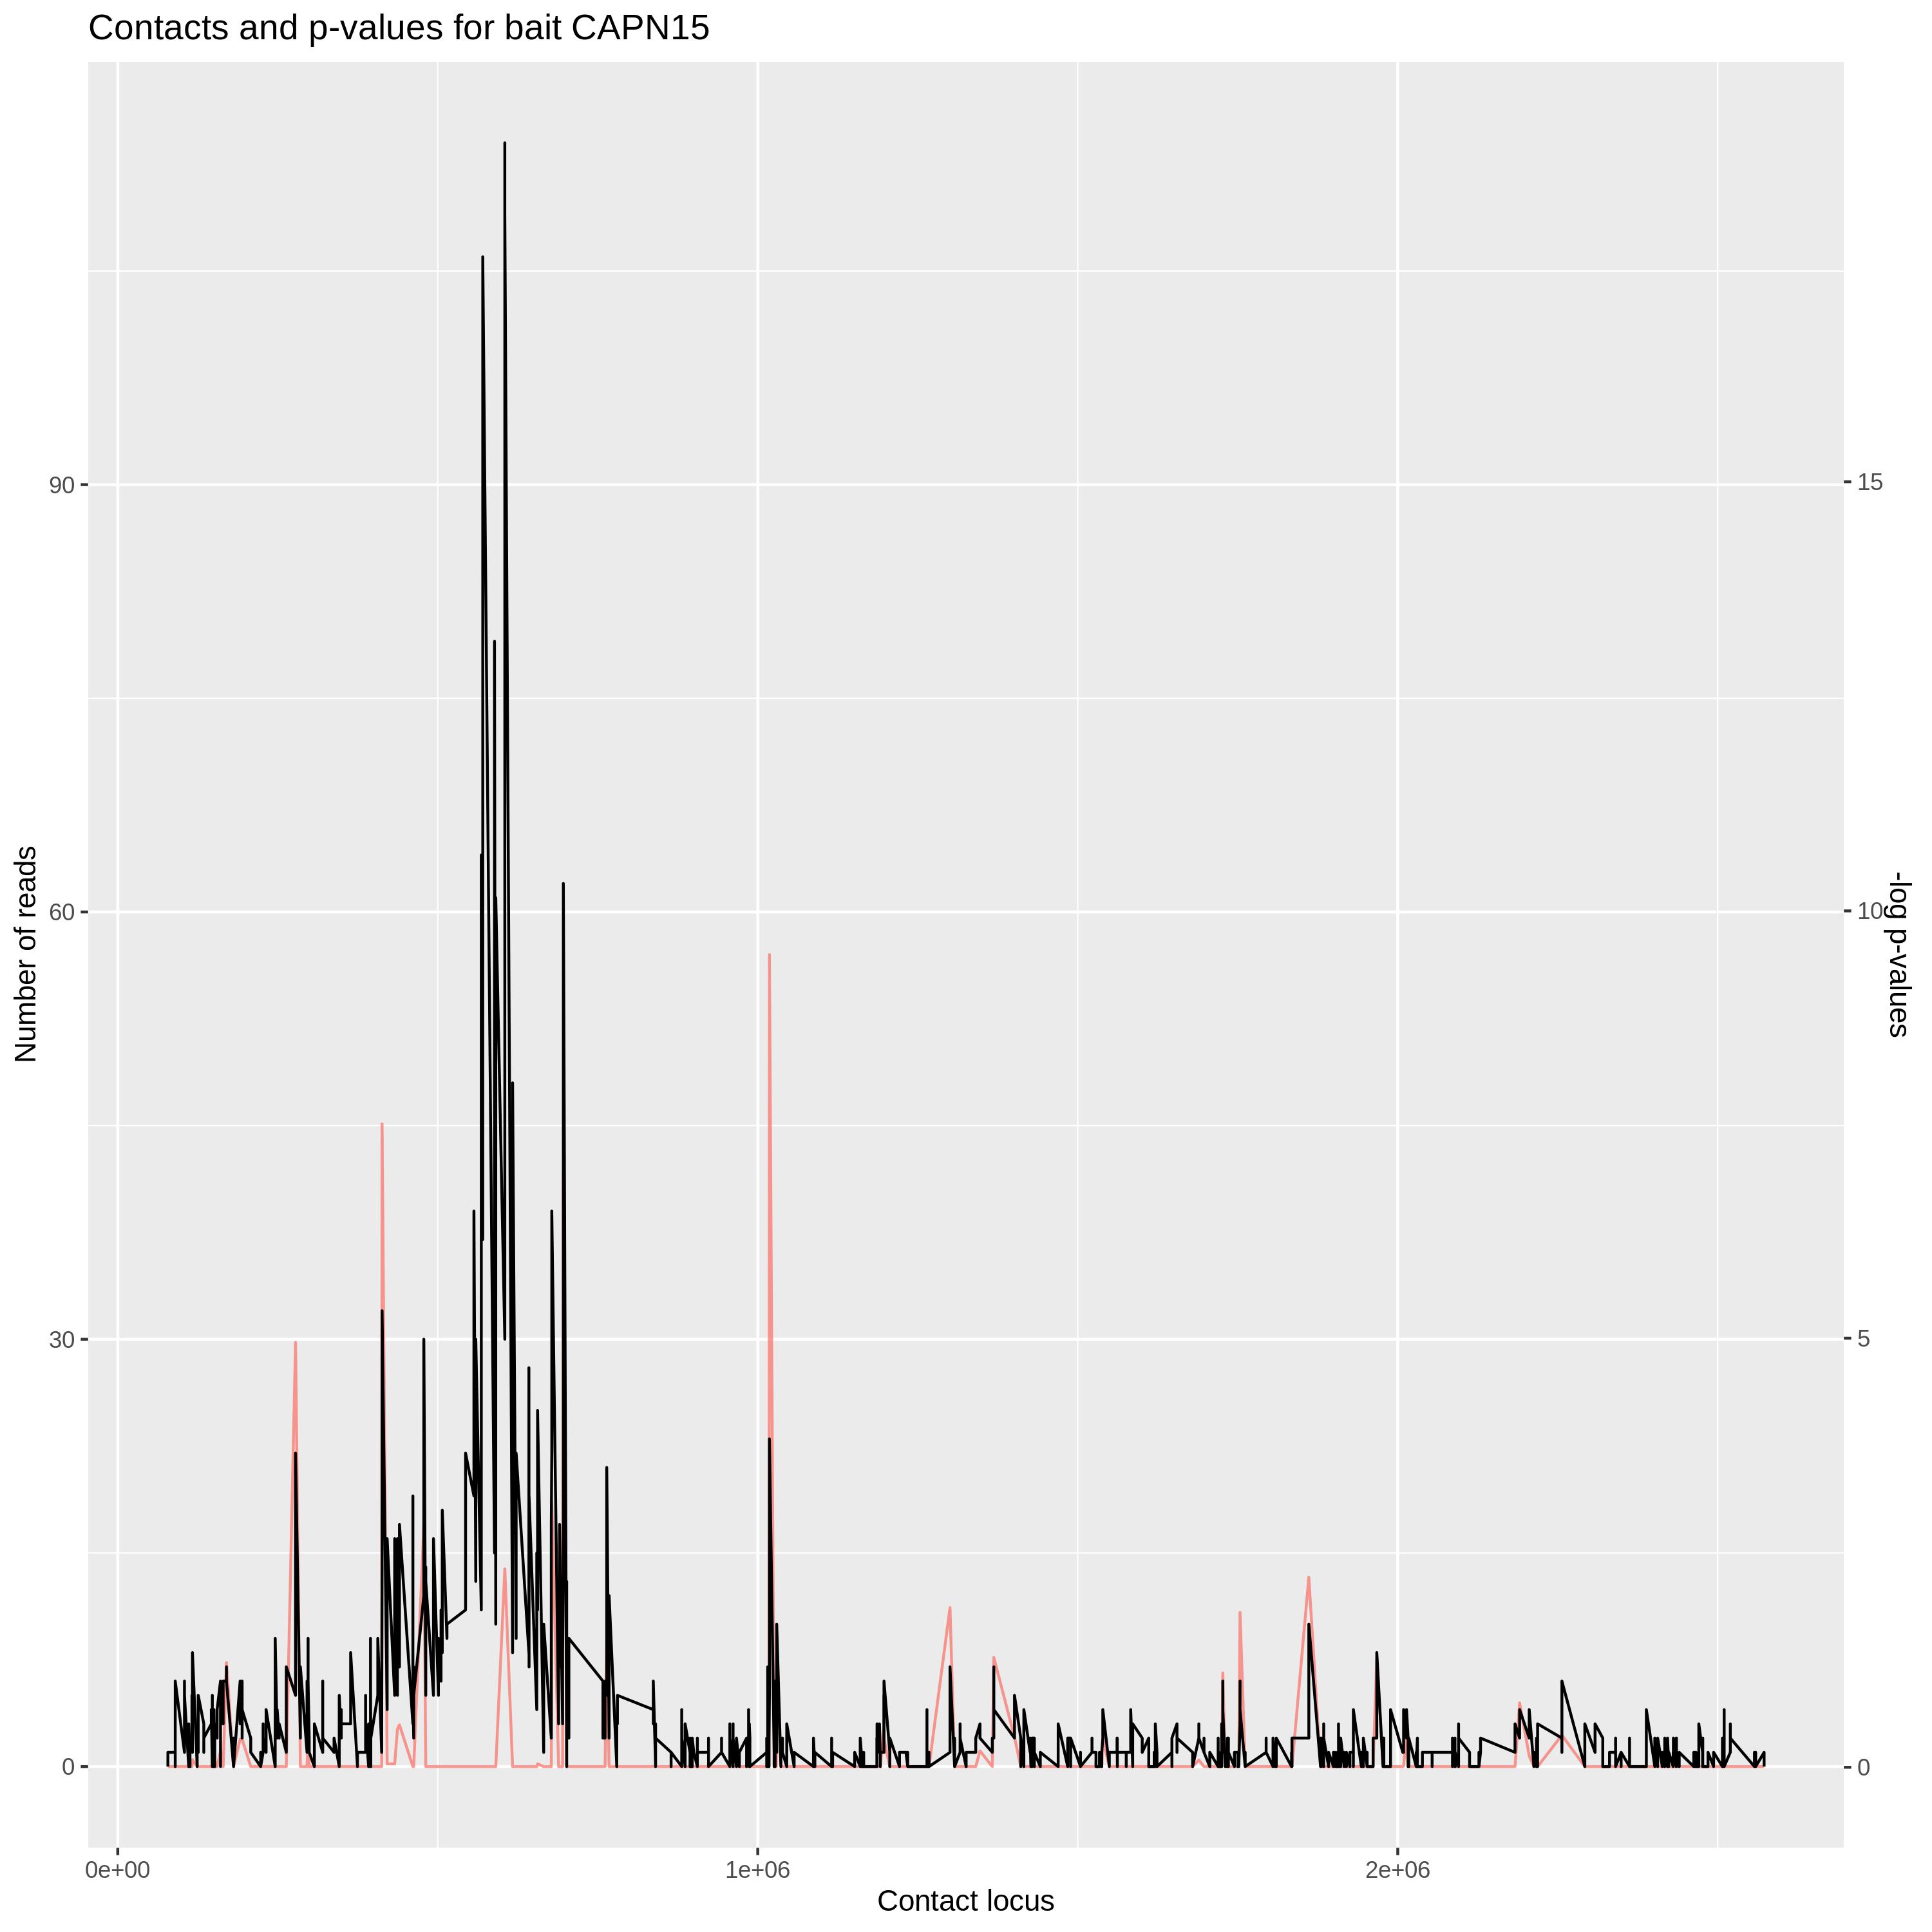 Contacts and p-values for bait CAPN15
90
60
30
0
Number of reads
15
10
5
0
-log p-values
0e+00
1e+06
2e+06
Contact locus